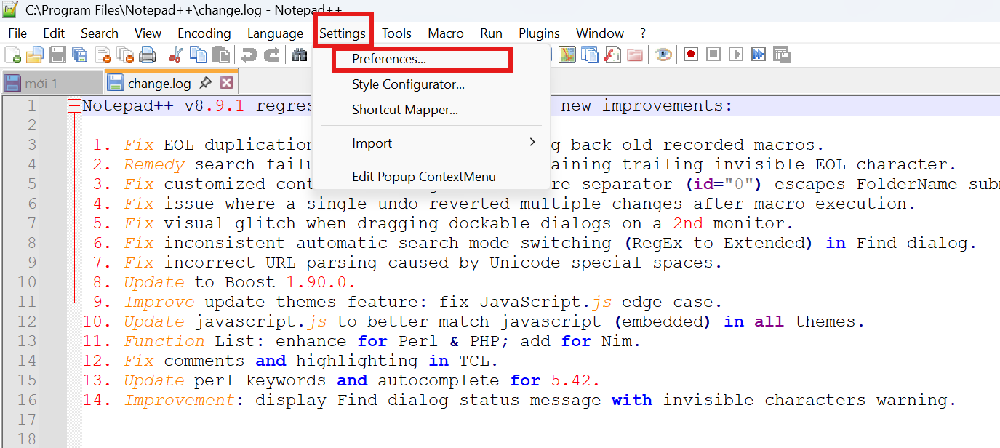 C:\Program Files\Notepad++\change.log - Notepad++
File Edit Search View Encoding Language Settings Tools Macro Run Plugins Window ?
Preferences...
Style Configurator...
Shortcut Mapper...
Import
Edit Popup ContextMenu
mới 1 change.log
1 Notepad++ v8.9.1 regres new improvements:
2
3 1. Fix EOL duplication g back old recorded macros.
4 2. Remedy search failu aining trailing invisible EOL character.
5 3. Fix customized cont re separator (id="0") escapes FolderName sub
6 4. Fix issue where a single undo reverted multiple changes after macro execution.
7 5. Fix visual glitch when dragging dockable dialogs on a 2nd monitor.
8 6. Fix inconsistent automatic search mode switching (RegEx to Extended) in Find dialog.
9 7. Fix incorrect URL parsing caused by Unicode special spaces.
10 8. Update to Boost 1.90.0.
11 9. Improve update themes feature: fix JavaScript.js edge case.
12 10. Update javascript.js to better match javascript (embedded) in all themes.
13 11. Function List: enhance for Perl & PHP; add for Nim.
14 12. Fix comments and highlighting in TCL.
15 13. Update perl keywords and autocomplete for 5.42.
16 14. Improvement: display Find dialog status message with invisible characters warning.
17
18